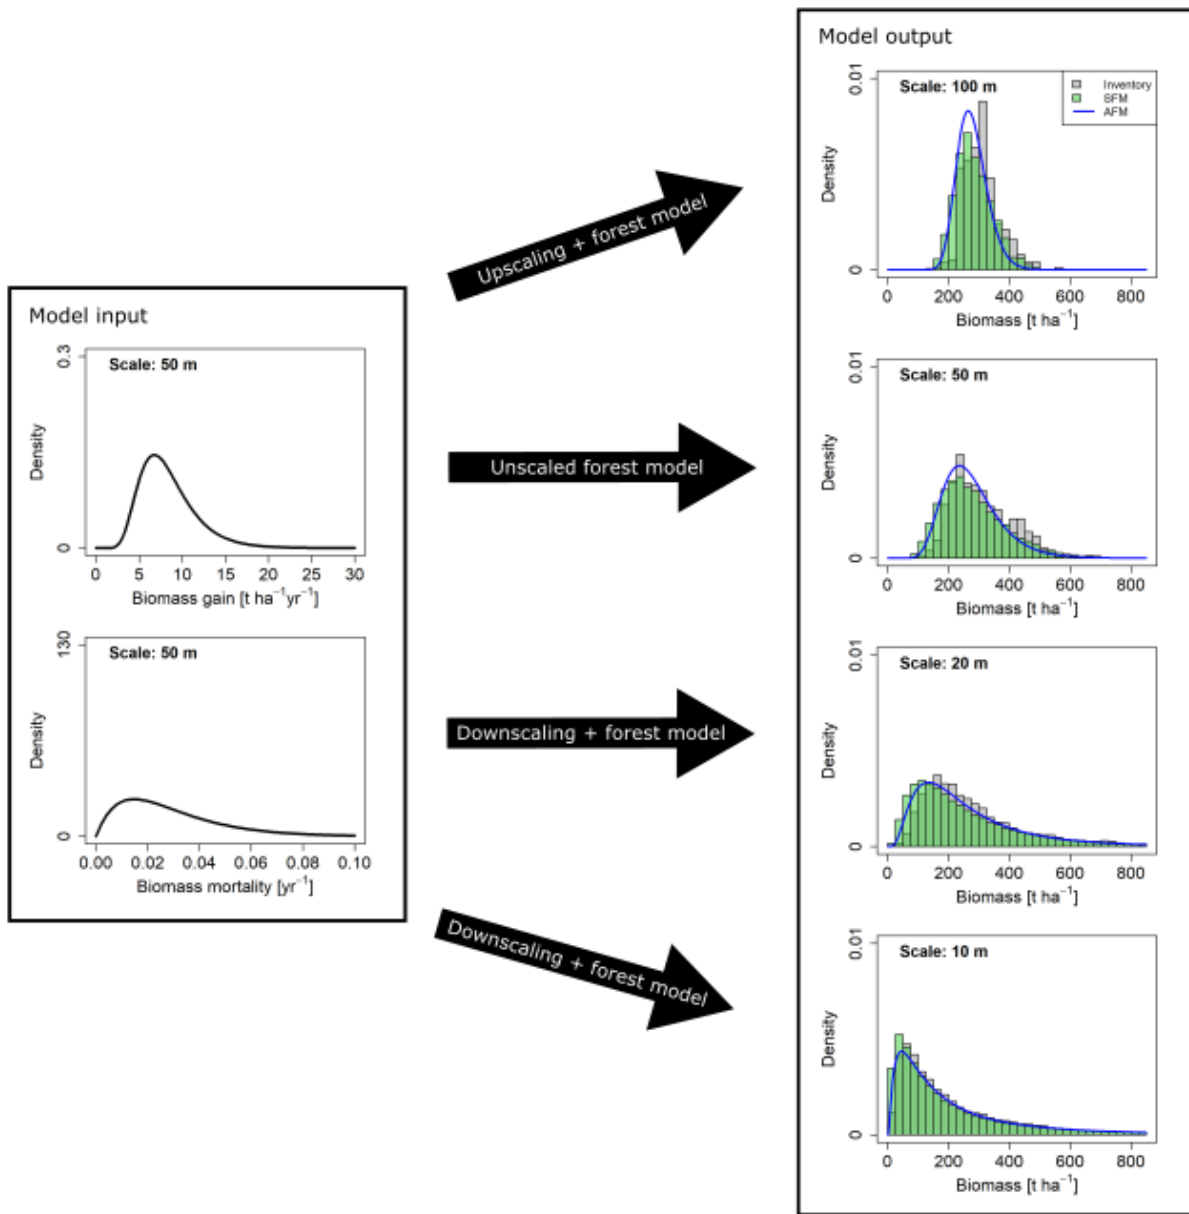 Model input
Scale: 50 m
0.3
0
Density
0 5 10 15 20 25 30
Biomass gain [t ha⁻¹yr⁻¹]
Scale: 50 m
130
0
Density
0.00 0.02 0.04 0.06 0.08 0.10
Biomass mortality [yr⁻¹]
Upscaling + forest model
Unscaled forest model
Downscaling + forest model
Downscaling + forest model
Model output
Scale: 100 m
Inventory
SFM
AFM
0.01
0
Density
0 200 400 600 800
Biomass [t ha⁻¹]
Scale: 50 m
0.01
0
Density
0 200 400 600 800
Biomass [t ha⁻¹]
Scale: 20 m
0.01
0
Density
0 200 400 600 800
Biomass [t ha⁻¹]
Scale: 10 m
0.01
0
Density
0 200 400 600 800
Biomass [t ha⁻¹]